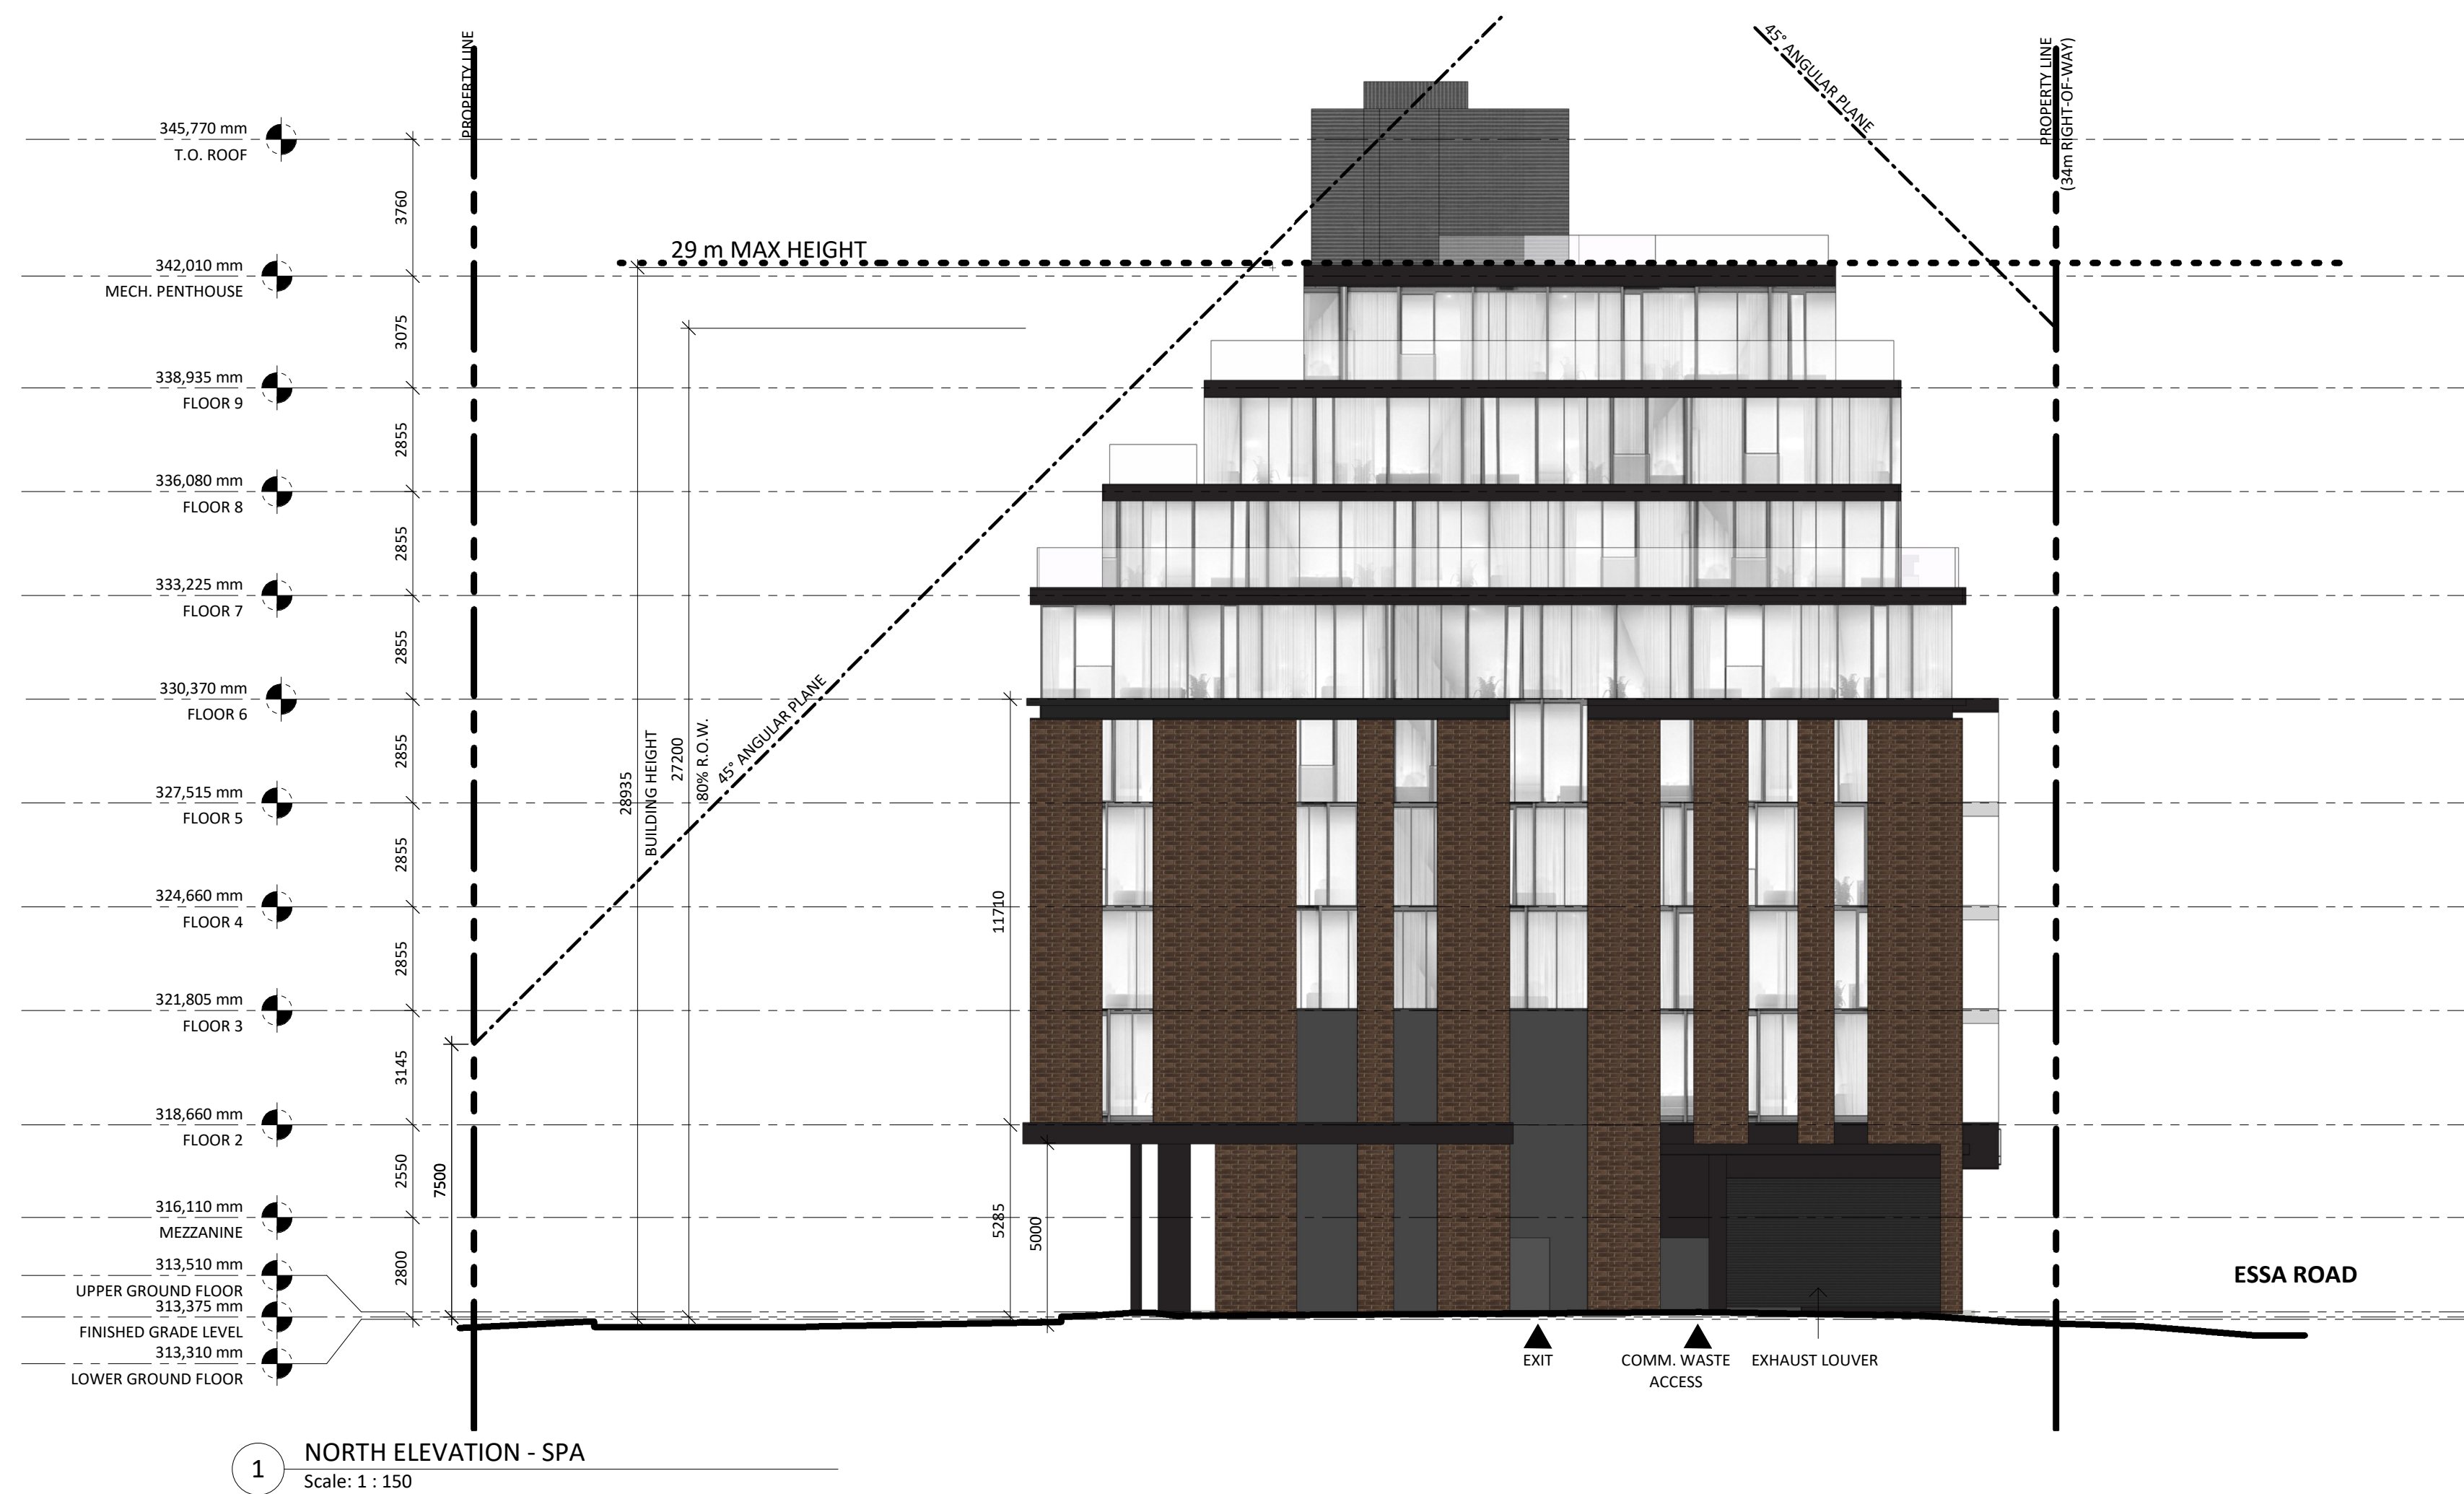 PROPERTY LINE
45° ANGULAR PLANE
PROPERTY LINE
(34m RIGHT-OF-WAY)
345,770 mm
T.O. ROOF
3760
29 m MAX HEIGHT
342,010 mm
MECH. PENTHOUSE
3075
338,935 mm
FLOOR 9
2855
336,080 mm
FLOOR 8
2855
333,225 mm
FLOOR 7
2855
330,370 mm
FLOOR 6
2855
28935
BUILDING HEIGHT
27200
80% R.O.W.
45° ANGULAR PLANE
327,515 mm
FLOOR 5
2855
324,660 mm
FLOOR 4
11710
2855
321,805 mm
FLOOR 3
3145
318,660 mm
FLOOR 2
2550
7500
316,110 mm
MEZZANINE
5285
5000
2800
313,510 mm
UPPER GROUND FLOOR
313,375 mm
FINISHED GRADE LEVEL
313,310 mm
LOWER GROUND FLOOR
ESSA ROAD
EXIT
COMM. WASTE
ACCESS
EXHAUST LOUVER
1
NORTH ELEVATION - SPA
Scale: 1 : 150